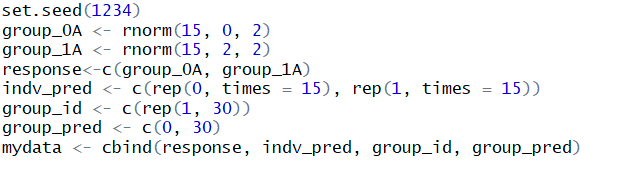 set.seed(1234)
group_0A <- rnorm(15, 0, 2)
group_1A <- rnorm(15, 2, 2)
response<-c(group_0A, group_1A)
indv_pred <- c(rep(0, times = 15), rep(1, times = 15))
group_id <- c(rep(1, 30))
group_pred <- c(0, 30)
mydata <- cbind(response, indv_pred, group_id, group_pred)